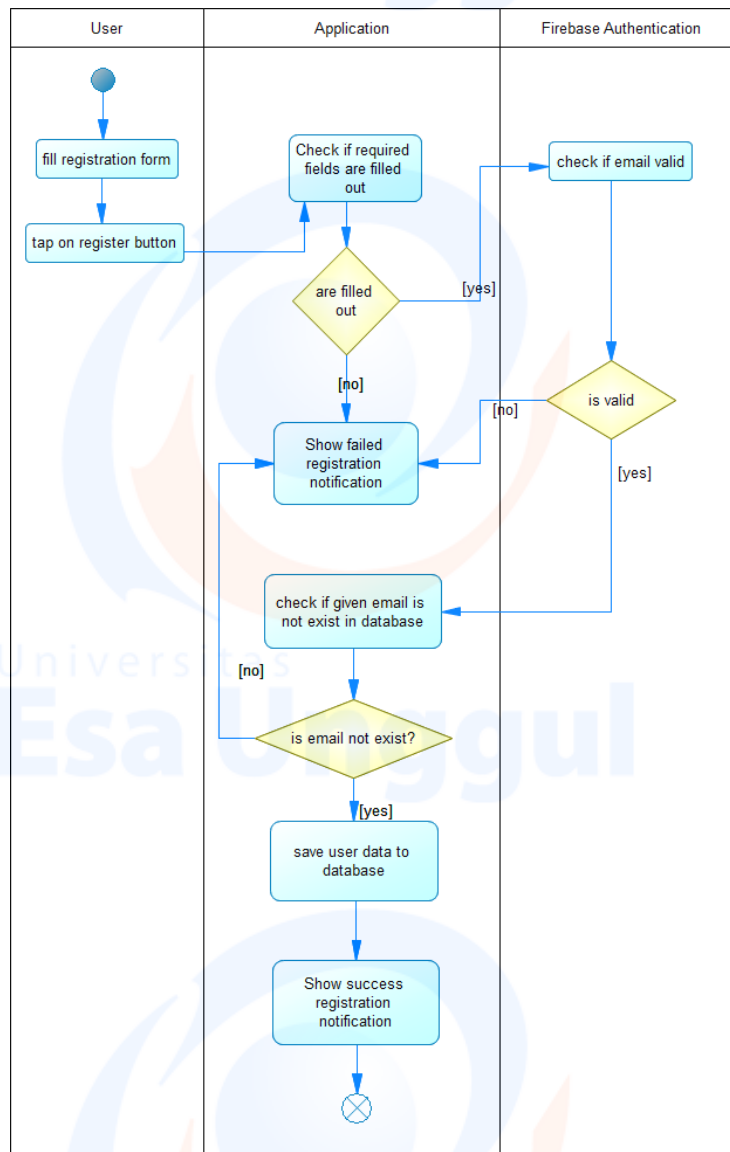 User
Application
Firebase Authentication
fill registration form
tap on register button
Check if required
fields are filled
out
check if email valid
are filled
out
[yes]
[no]
is valid
[no]
[yes]
Show failed
registration
notification
check if given email is
not exist in database
[no]
is email not exist?
[yes]
save user data to
database
Show success
registration
notification
Universitas
Esa Unggul